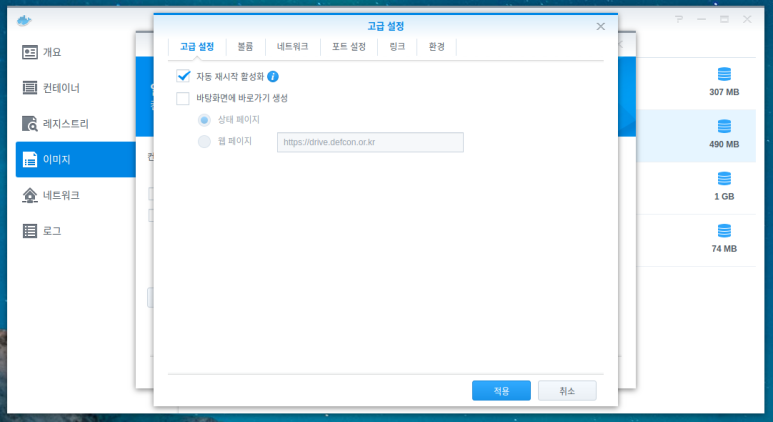 고급 설정
고급 설정 볼륨 네트워크 포트 설정 링크 환경
자동 재시작 활성화
바탕화면에 바로가기 생성
상태 페이지
웹 페이지 https://drive.defcon.or.kr
적용 취소
개요
컨테이너
레지스트리
이미지
네트워크
로그
307 MB
490 MB
1 GB
74 MB